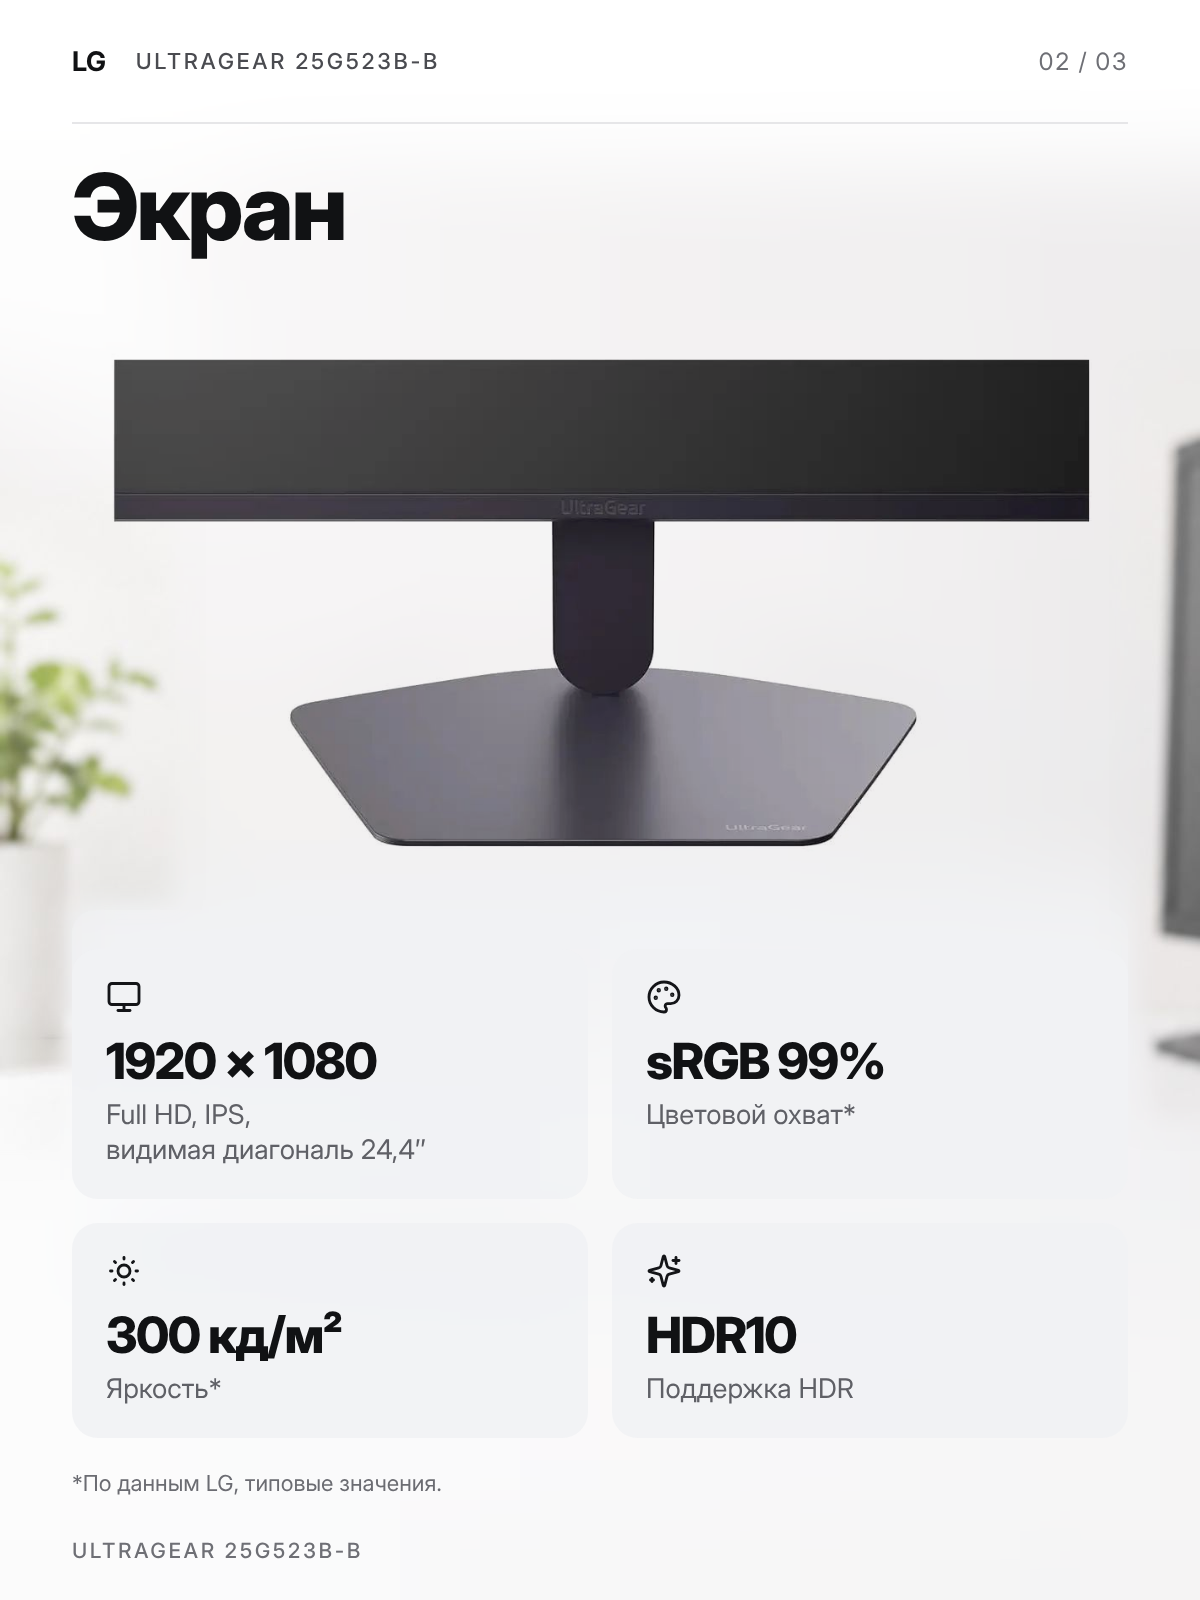 LG ULTRAGEAR 25G523B-B 02 / 03
Экран
UltraGear
UltraGear
1920 × 1080
Full HD, IPS,
видимая диагональ 24,4″
sRGB 99%
Цветовой охват*
300 кд/м²
Яркость*
HDR10
Поддержка HDR
*По данным LG, типовые значения.
ULTRAGEAR 25G523B-B